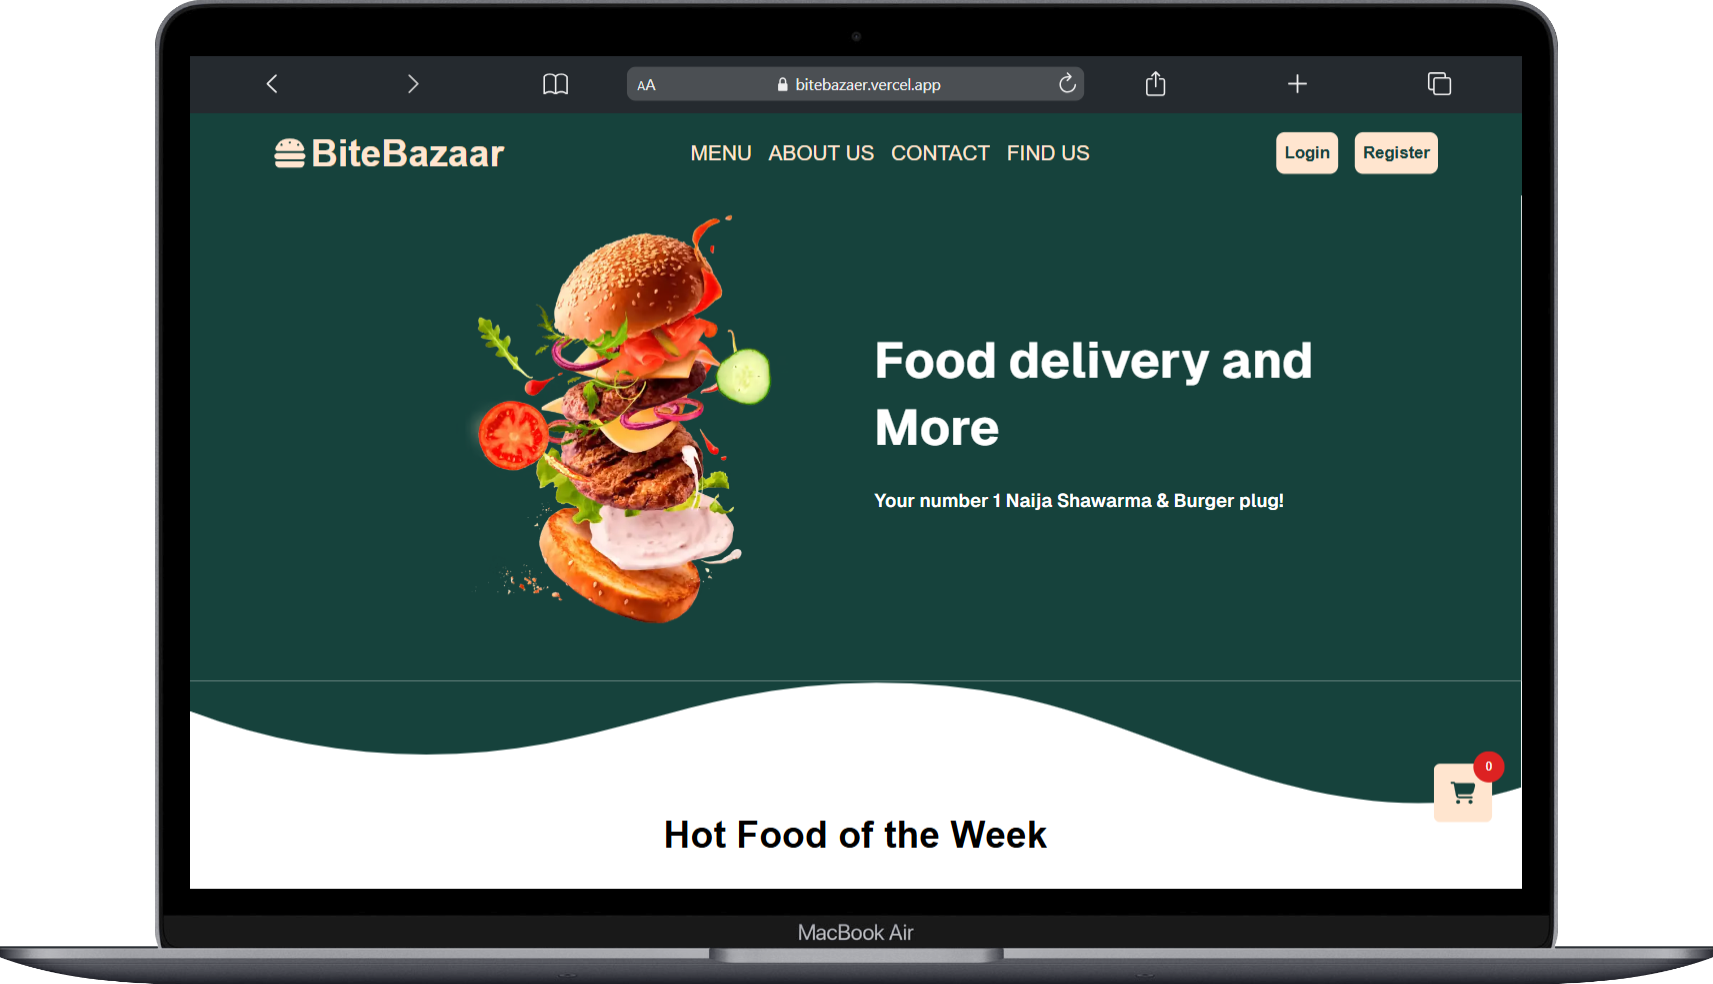 AA
bitebazaer.vercel.app
BiteBazaar
MENU ABOUT US CONTACT FIND US
Login Register
Food delivery and
More
Your number 1 Naija Shawarma & Burger plug!
0
Hot Food of the Week
MacBook Air